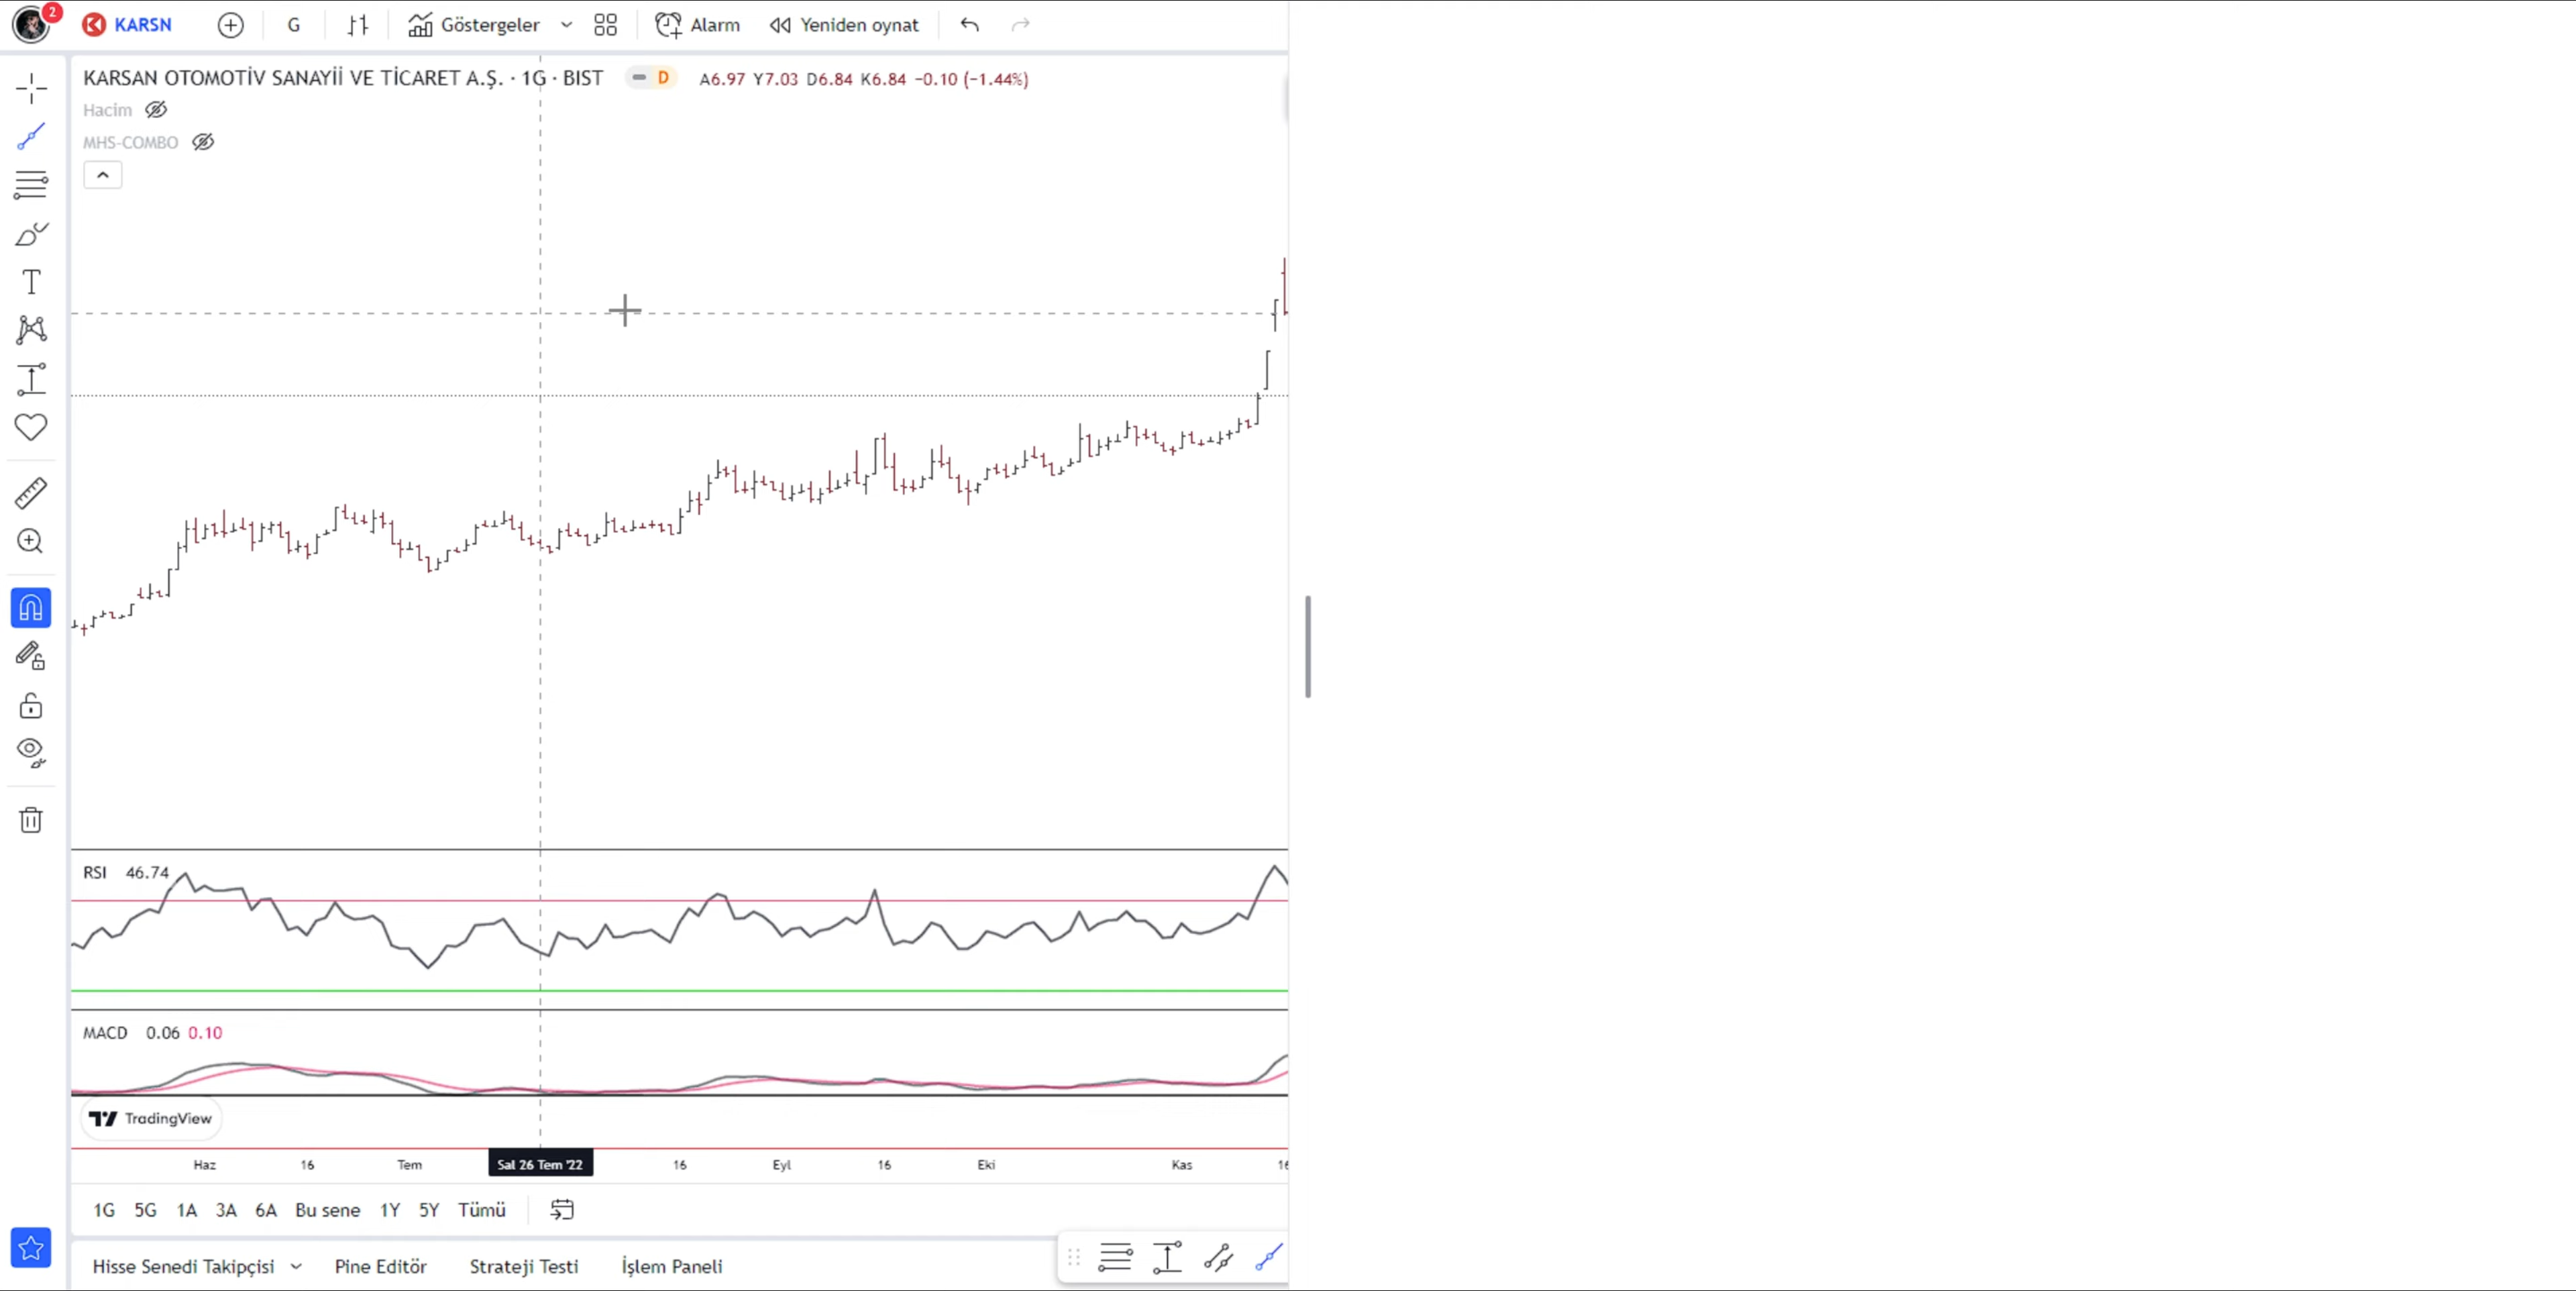 2
KARSN
G
Göstergeler
Alarm
Yeniden oynat
KARSAN OTOMOTİV SANAYİİ VE TİCARET A.Ş. · 1G · BIST
D
A6.97 Y7.03 D6.84 K6.84 −0.10 (−1.44%)
Hacim
MHS-COMBO
RSI 46.74
MACD 0.06 0.10
TradingView
Haz 16 Tem Sal 26 Tem '22 16 Eyl 16 Eki Kas 16
1G 5G 1A 3A 6A Bu sene 1Y 5Y Tümü
Hisse Senedi Takipçisi Pine Editör Strateji Testi İşlem Paneli